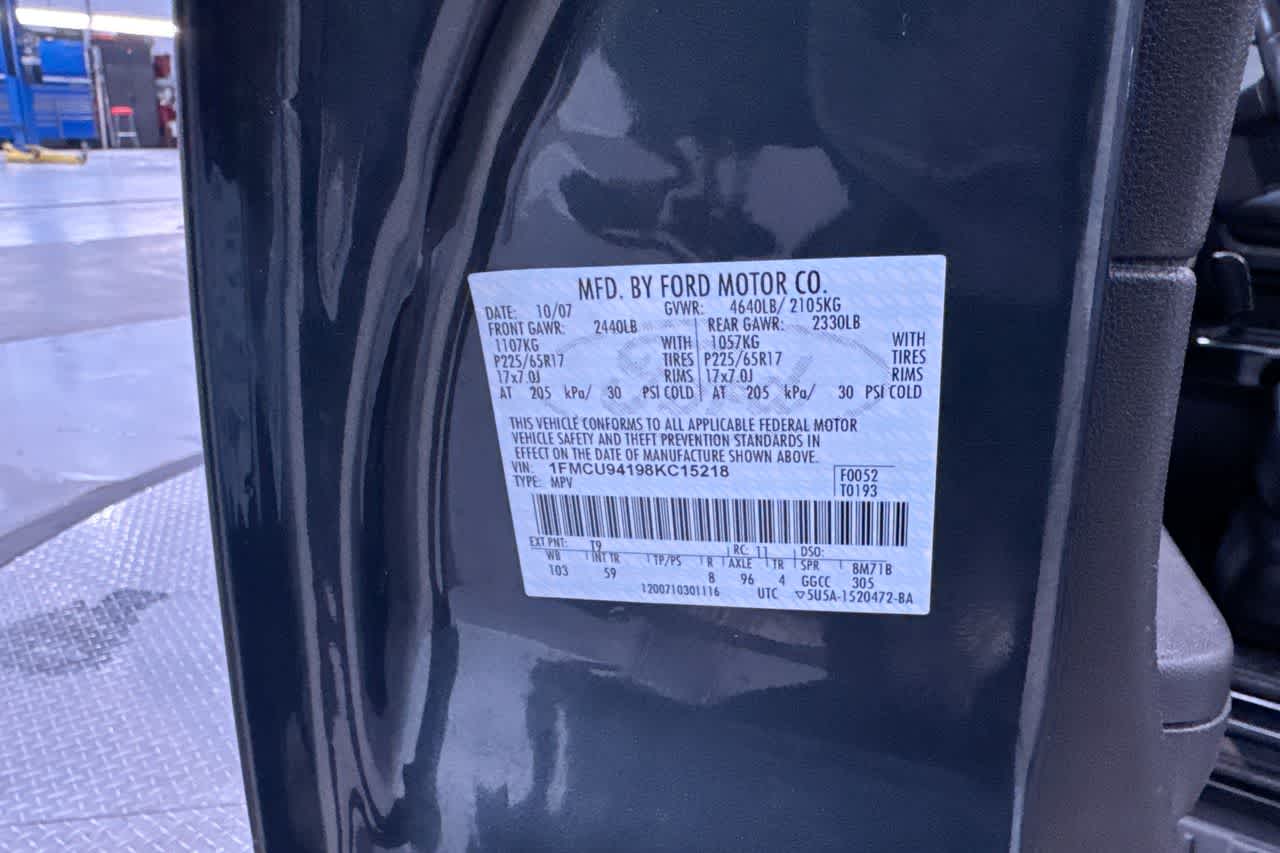 MFD. BY FORD MOTOR CO.
DATE: 10/07 GVWR: 4640LB/ 2105KG
FRONT GAWR: 2440LB REAR GAWR: 2330LB
1107KG WITH 1057KG WITH
P225/65R17 TIRES P225/65R17 TIRES
17x7.0J RIMS 17x7.0J RIMS
AT 205 kPa/ 30 PSI COLD AT 205 kPa/ 30 PSI COLD
THIS VEHICLE CONFORMS TO ALL APPLICABLE FEDERAL MOTOR
VEHICLE SAFETY AND THEFT PREVENTION STANDARDS IN
EFFECT ON THE DATE OF MANUFACTURE SHOWN ABOVE.
VIN: 1FMCU94198KC15218 F0052
TYPE: MPV T0193
EXT PNT: T9 RC: 11 DSO:
WB INT TR TP/PS R AXLE TR SPR 8M71B
103 59 8 96 4 GGCC 305
1200710301116 UTC ▽5U5A-1520472-BA